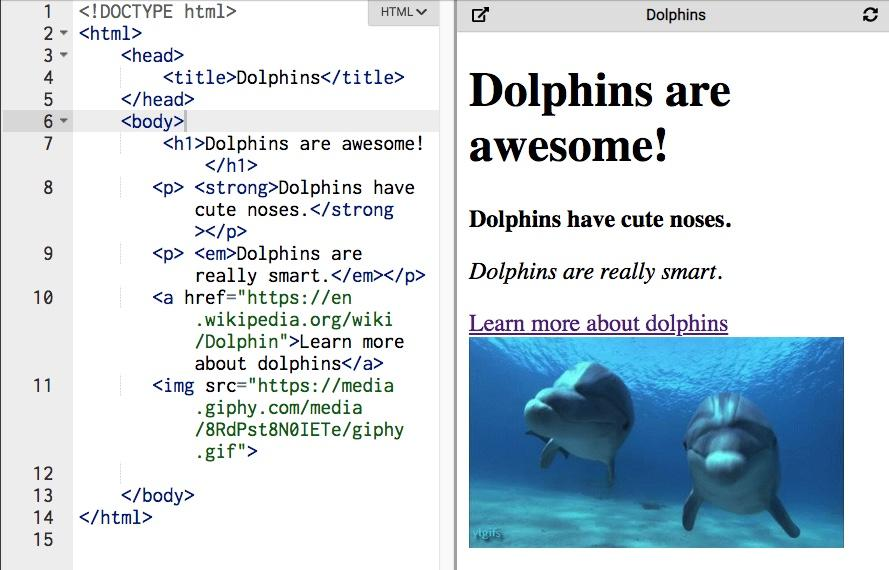 1 <!DOCTYPE html>
HTML
2 <html>
3 <head>
4 <title>Dolphins</title>
5 </head>
6 <body>
7 <h1>Dolphins are awesome!
</h1>
8 <p> <strong>Dolphins have
cute noses.</strong
></p>
9 <p> <em>Dolphins are
really smart.</em></p>
10 <a href="https://en
.wikipedia.org/wiki
/Dolphin">Learn more
about dolphins</a>
11 <img src="https://media
.giphy.com/media
/8RdPst8N0IETe/giphy
.gif">
12
13 </body>
14 </html>
15
Dolphins
Dolphins are
awesome!
Dolphins have cute noses.
Dolphins are really smart.
Learn more about dolphins
ylgifs